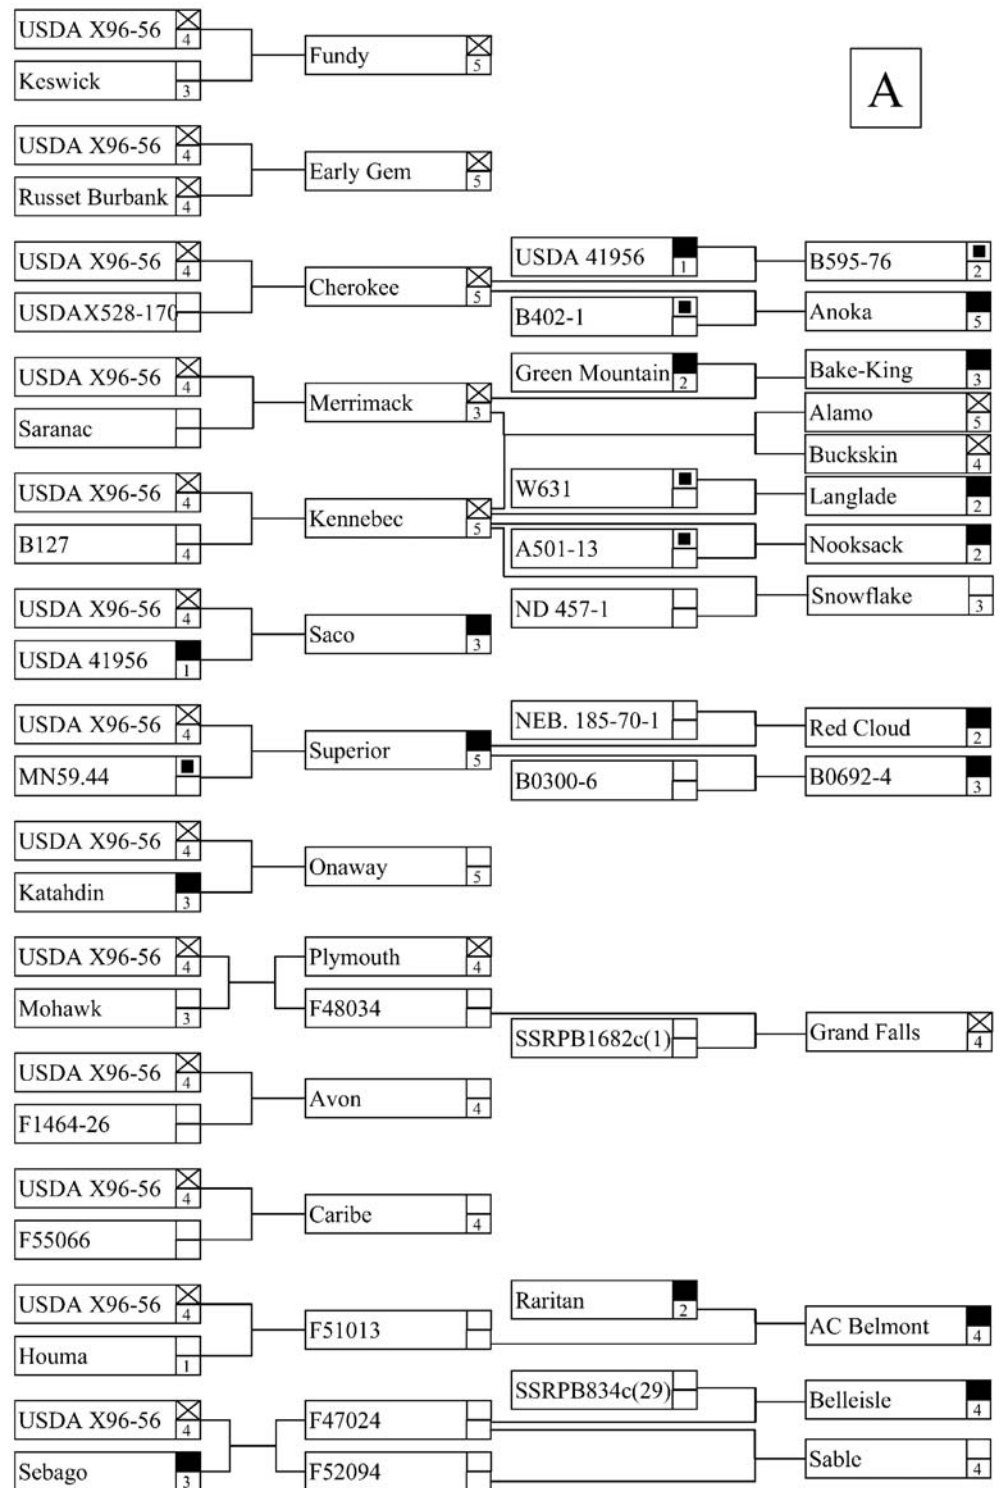 USDA X96-56 4
Keswick 3
Fundy 5
A
USDA X96-56 4
Russet Burbank 4
Early Gem 5
USDA X96-56 4
USDAX528-170
Cherokee 5
USDA 41956 1
B402-1
B595-76 2
Anoka 5
USDA X96-56 4
Saranac
Merrimack 3
Green Mountain 2
Bake-King 3
Alamo 5
Buckskin 4
USDA X96-56 4
B127 4
Kennebec 5
W631
A501-13
ND 457-1
Langlade 2
Nooksack 2
Snowflake 3
USDA X96-56 4
USDA 41956 1
Saco 3
USDA X96-56 4
MN59.44
Superior 5
NEB. 185-70-1
B0300-6
Red Cloud 2
B0692-4 3
USDA X96-56 4
Katahdin 3
Onaway 5
USDA X96-56 4
Mohawk 3
Plymouth 4
F48034
SSRPB1682c(1)
Grand Falls 4
USDA X96-56 4
F1464-26
Avon 4
USDA X96-56 4
F55066
Caribe 4
USDA X96-56 4
Houma 1
F51013
Raritan 2
AC Belmont 4
USDA X96-56 4
Sebago 3
F47024
F52094
SSRPB834c(29)
Belleisle 4
Sable 4